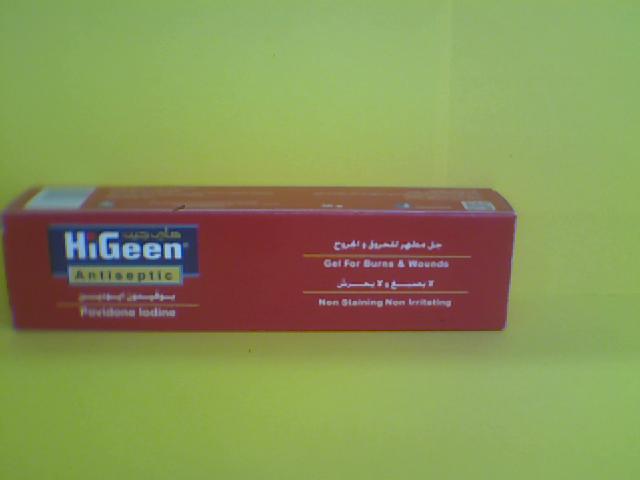 هاي جين
HiGeen
Antiseptic
بوفيدون ايودين
Povidone Iodine
جل مطهر للحروق و الجروح
Gel For Burns & Wounds
لا يصبغ و لا يخرش
Non Staining Non Irritating